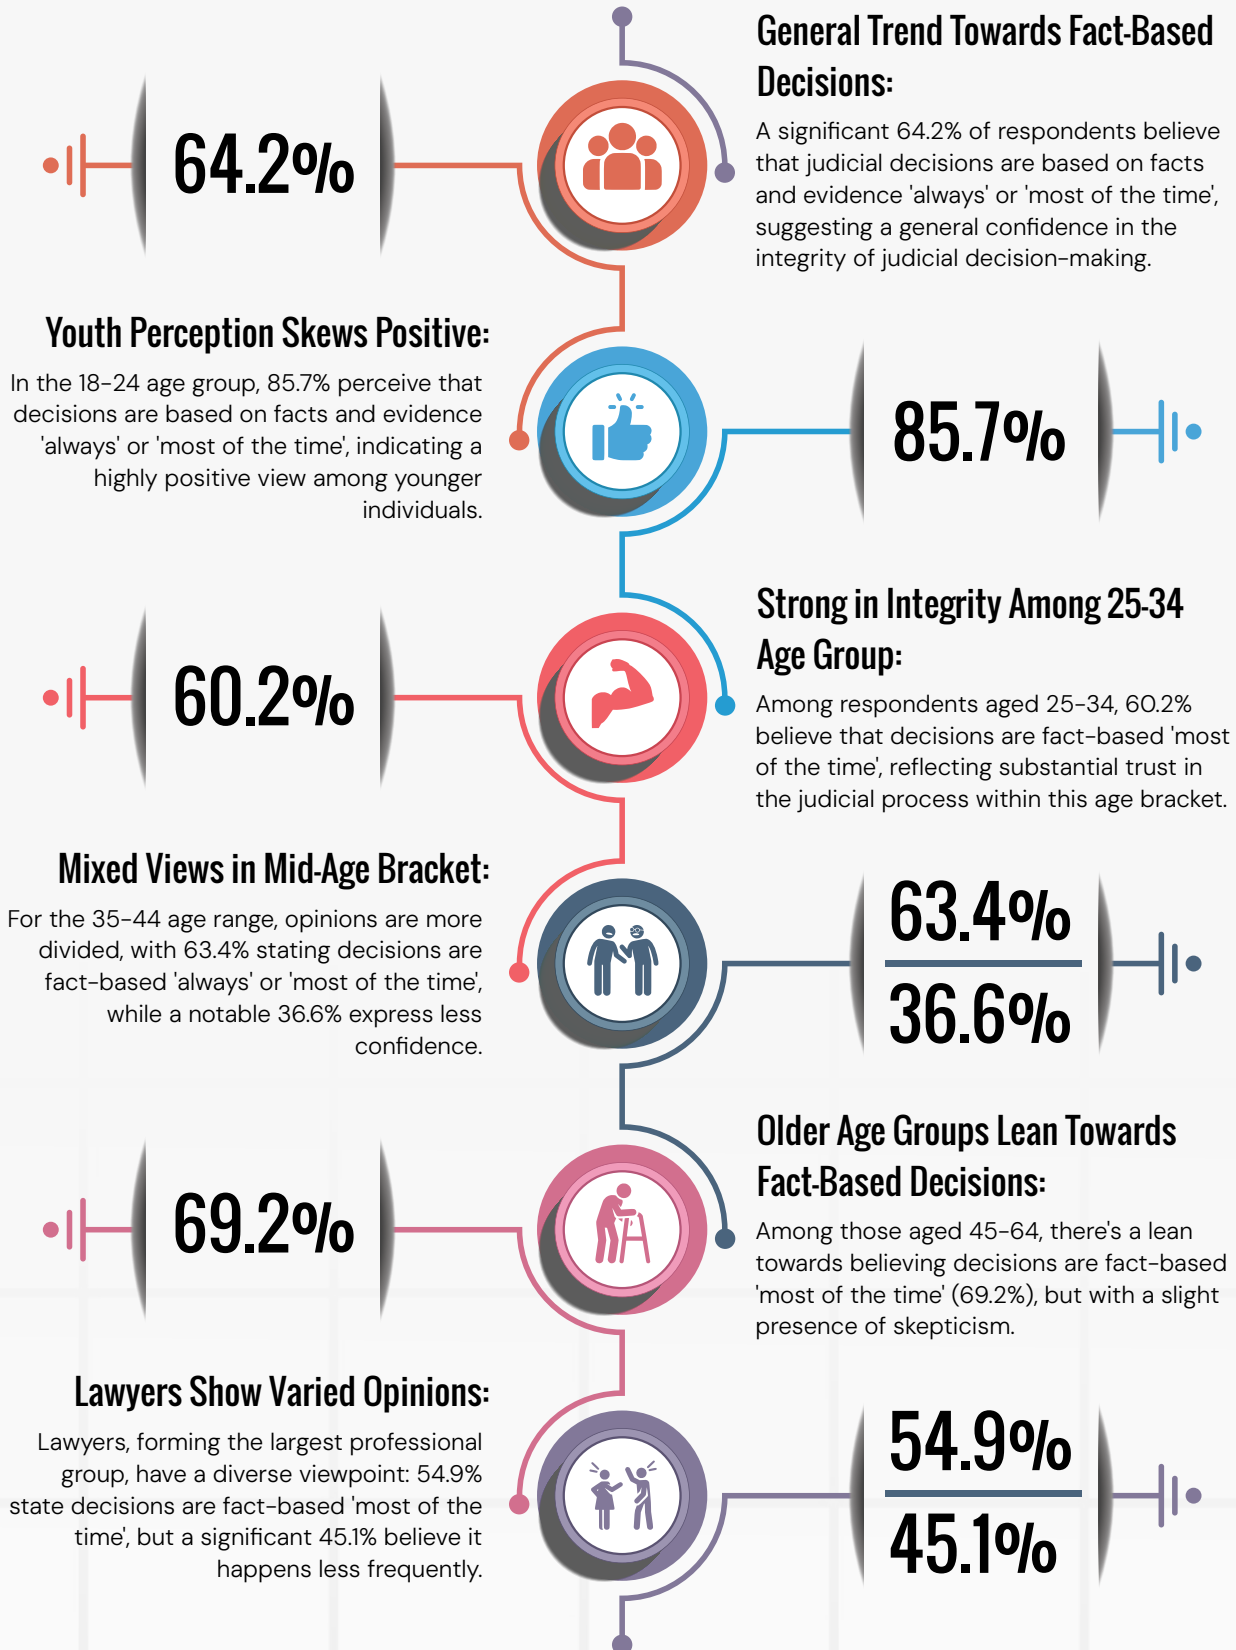 General Trend Towards Fact-Based
Decisions:
64.2%
A significant 64.2% of respondents believe
that judicial decisions are based on facts
and evidence 'always' or 'most of the time',
suggesting a general confidence in the
integrity of judicial decision-making.
Youth Perception Skews Positive:
In the 18-24 age group, 85.7% perceive that
decisions are based on facts and evidence
'always' or 'most of the time', indicating a
highly positive view among younger
individuals.
85.7%
Strong in Integrity Among 25-34
Age Group:
60.2%
Among respondents aged 25-34, 60.2%
believe that decisions are fact-based 'most
of the time', reflecting substantial trust in
the judicial process within this age bracket.
Mixed Views in Mid-Age Bracket:
For the 35-44 age range, opinions are more
divided, with 63.4% stating decisions are
fact-based 'always' or 'most of the time',
while a notable 36.6% express less
confidence.
63.4%
36.6%
Older Age Groups Lean Towards
Fact-Based Decisions:
69.2%
Among those aged 45-64, there's a lean
towards believing decisions are fact-based
'most of the time' (69.2%), but with a slight
presence of skepticism.
Lawyers Show Varied Opinions:
Lawyers, forming the largest professional
group, have a diverse viewpoint: 54.9%
state decisions are fact-based 'most of the
time', but a significant 45.1% believe it
happens less frequently.
54.9%
45.1%